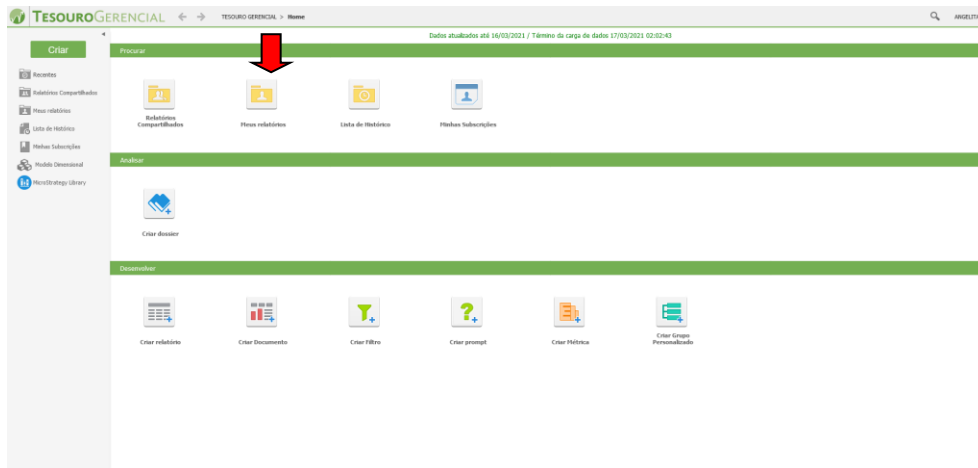 TESOUROGERENCIAL TESOURO GERENCIAL > Home ANGELITA
Dados atualizados até 16/03/2021 / Término da carga de dados 17/03/2021 02:02:43
Criar
Recentes
Relatórios Compartilhados
Meus relatórios
Lista de Histórico
Minhas Subscrições
Modelo Dimensional
MicroStrategy Library
Procurar
Relatórios
Compartilhados
Meus relatórios
Lista de Histórico
Minhas Subscrições
Analisar
Criar dossier
Desenvolver
Criar relatório
Criar Documento
Criar Filtro
Criar prompt
Criar Métrica
Criar Grupo
Personalizado